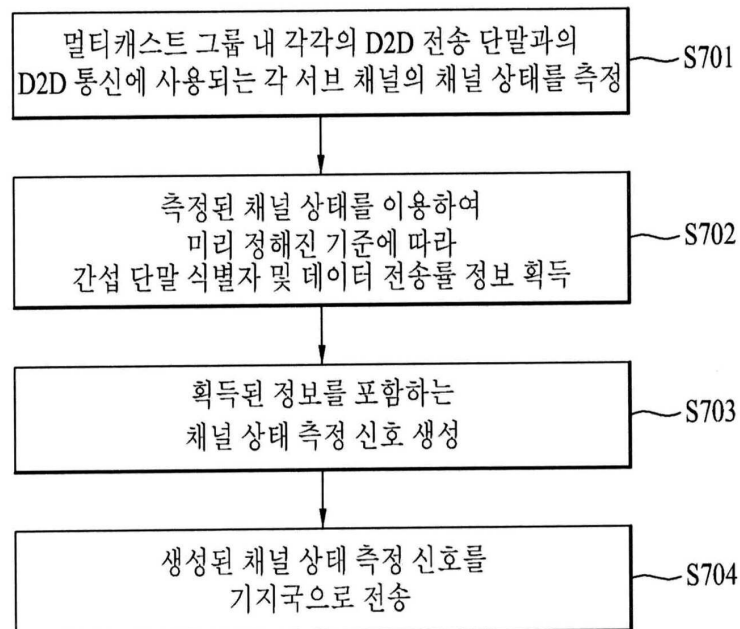 멀티캐스트 그룹 내 각각의 D2D 전송 단말과의
D2D 통신에 사용되는 각 서브 채널의 채널 상태를 측정
S701
측정된 채널 상태를 이용하여
미리 정해진 기준에 따라
간섭 단말 식별자 및 데이터 전송률 정보 획득
S702
획득된 정보를 포함하는
채널 상태 측정 신호 생성
S703
생성된 채널 상태 측정 신호를
기지국으로 전송
S704